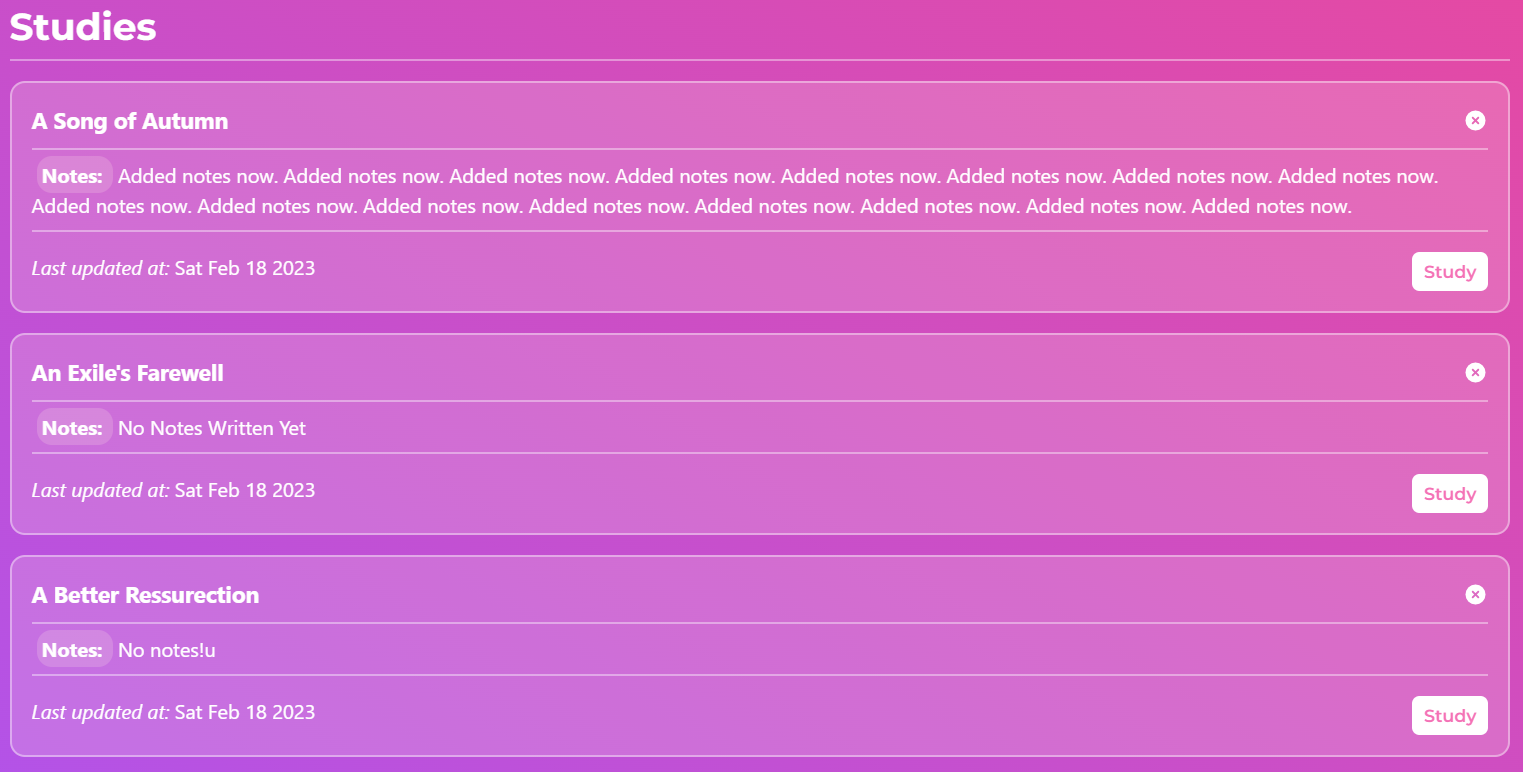 Studies
A Song of Autumn
Notes: Added notes now. Added notes now. Added notes now. Added notes now. Added notes now. Added notes now. Added notes now. Added notes now.
Added notes now. Added notes now. Added notes now. Added notes now. Added notes now. Added notes now. Added notes now. Added notes now.
Last updated at: Sat Feb 18 2023
Study
An Exile's Farewell
Notes: No Notes Written Yet
Last updated at: Sat Feb 18 2023
Study
A Better Ressurection
Notes: No notes!u
Last updated at: Sat Feb 18 2023
Study